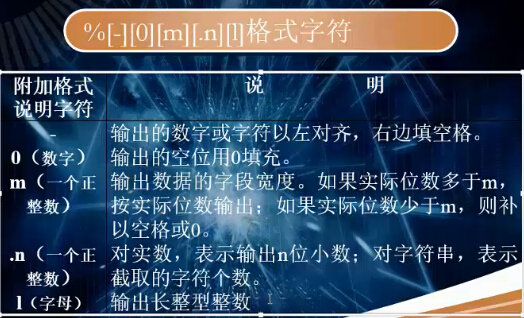 %[-][0][m][.n][l]格式字符
附加格式
说明字符
说 明
-
输出的数字或字符以左对齐，右边填空格。
0（数字）
输出的空位用0填充。
m（一个正
整数）
输出数据的字段宽度。如果实际位数多于m，
按实际位数输出；如果实际位数少于m，则补
以空格或0。
.n（一个正
整数）
对实数，表示输出n位小数；对字符串，表示
截取的字符个数。
l（字母）
输出长整型整数